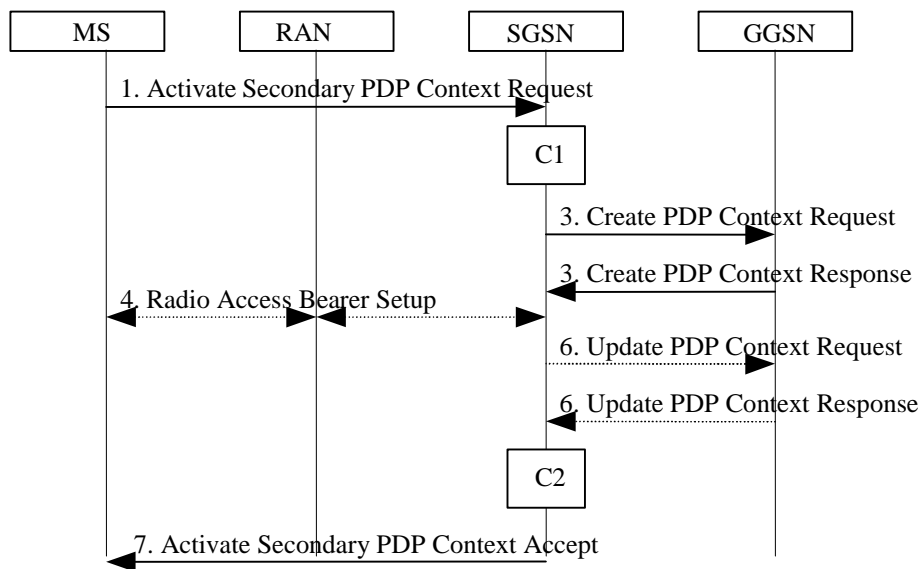 MS
RAN
SGSN
GGSN
1. Activate Secondary PDP Context Request
C1
3. Create PDP Context Request
3. Create PDP Context Response
4. Radio Access Bearer Setup
6. Update PDP Context Request
6. Update PDP Context Response
C2
7. Activate Secondary PDP Context Accept